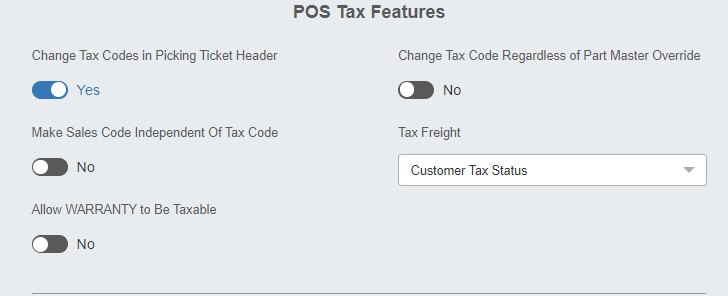 POS Tax Features
Change Tax Codes in Picking Ticket Header
Yes
Change Tax Code Regardless of Part Master Override
No
Make Sales Code Independent Of Tax Code
No
Tax Freight
Customer Tax Status
Allow WARRANTY to Be Taxable
No